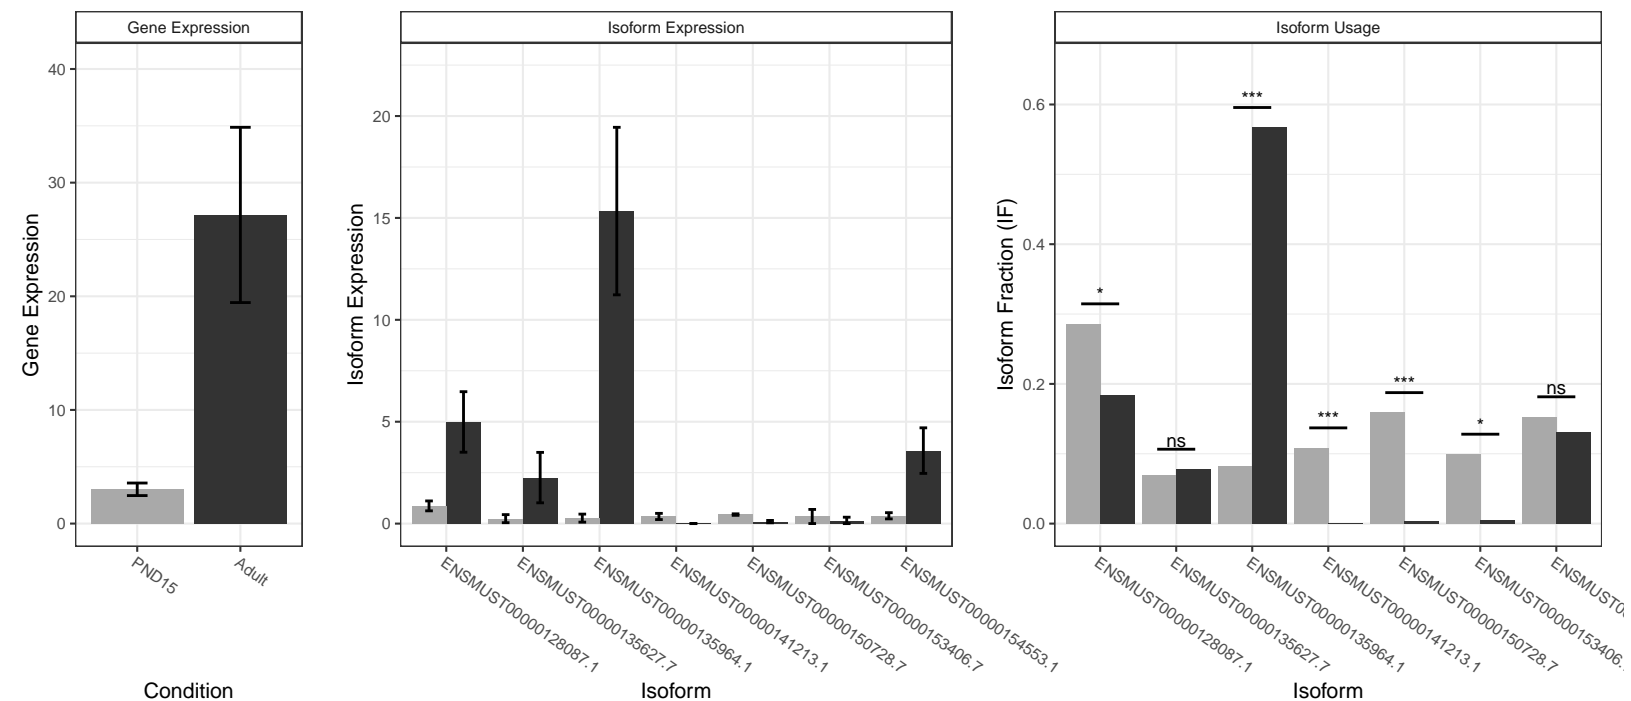 Gene Expression
Isoform Expression
Isoform Usage
Gene Expression
40
30
20
10
0
PND15
Adult
Condition
Isoform Expression
20
15
10
5
0
ENSMUST00000128087.1
ENSMUST00000135627.7
ENSMUST00000135964.1
ENSMUST00000141213.1
ENSMUST00000150728.7
ENSMUST00000153406.7
ENSMUST00000154553.1
Isoform
Isoform Fraction (IF)
0.6
0.4
0.2
0.0
*
ns
***
***
***
*
ns
ENSMUST00000128087.1
ENSMUST00000135627.7
ENSMUST00000135964.1
ENSMUST00000141213.1
ENSMUST00000150728.7
ENSMUST00000153406.
Isoform